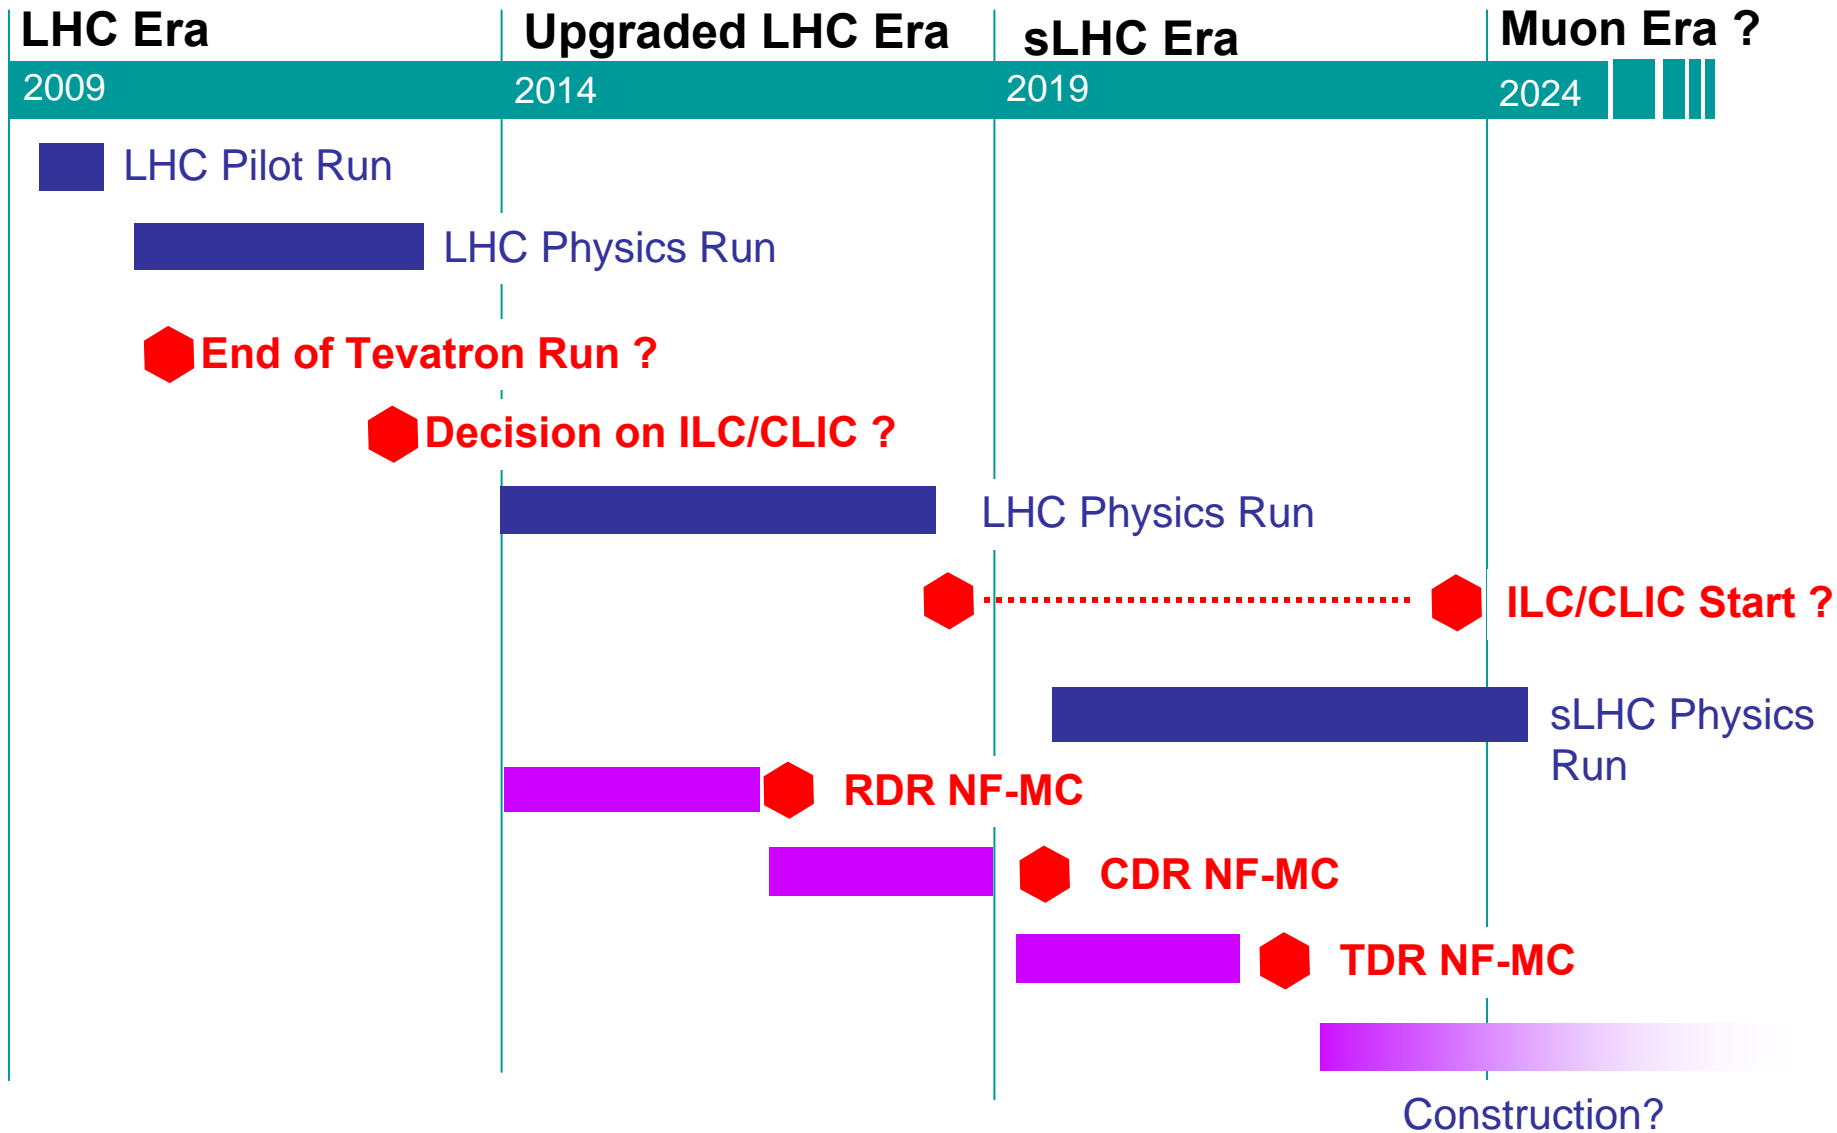 LHC Era
Upgraded LHC Era
sLHC Era
Muon Era ?
2009
2014
2019
2024
LHC Pilot Run
LHC Physics Run
End of Tevatron Run ?
Decision on ILC/CLIC ?
LHC Physics Run
ILC/CLIC Start ?
sLHC Physics
Run
RDR NF-MC
CDR NF-MC
TDR NF-MC
Construction?